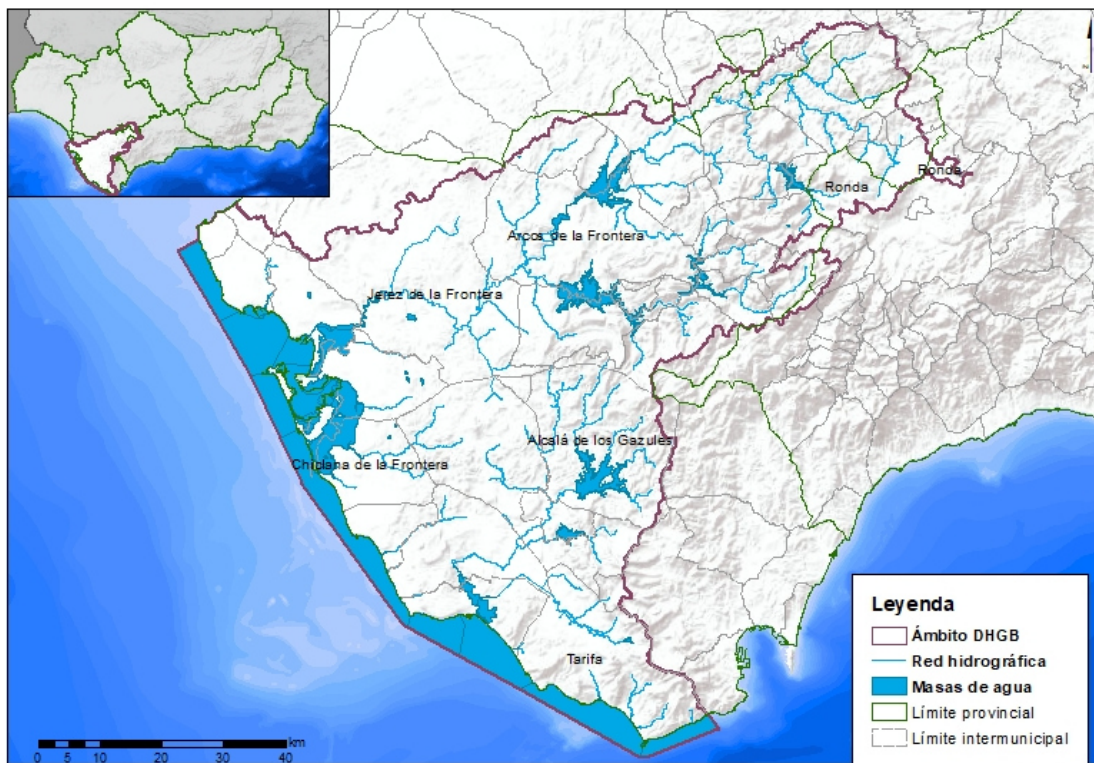 N
Ronda
Ronda
Arcos de la Frontera
Jerez de la Frontera
Alcalá de los Gazules
Chiclana de la Frontera
Tarifa
km
0 5 10 20 30 40
Leyenda
Ámbito DHGB
Red hidrográfica
Masas de agua
Límite provincial
Límite intermunicipal